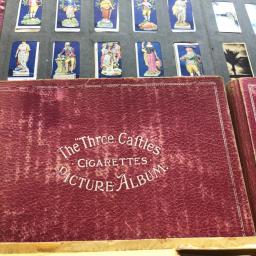 The "Three Castles"
CIGARETTES
PICTURE ALBUM